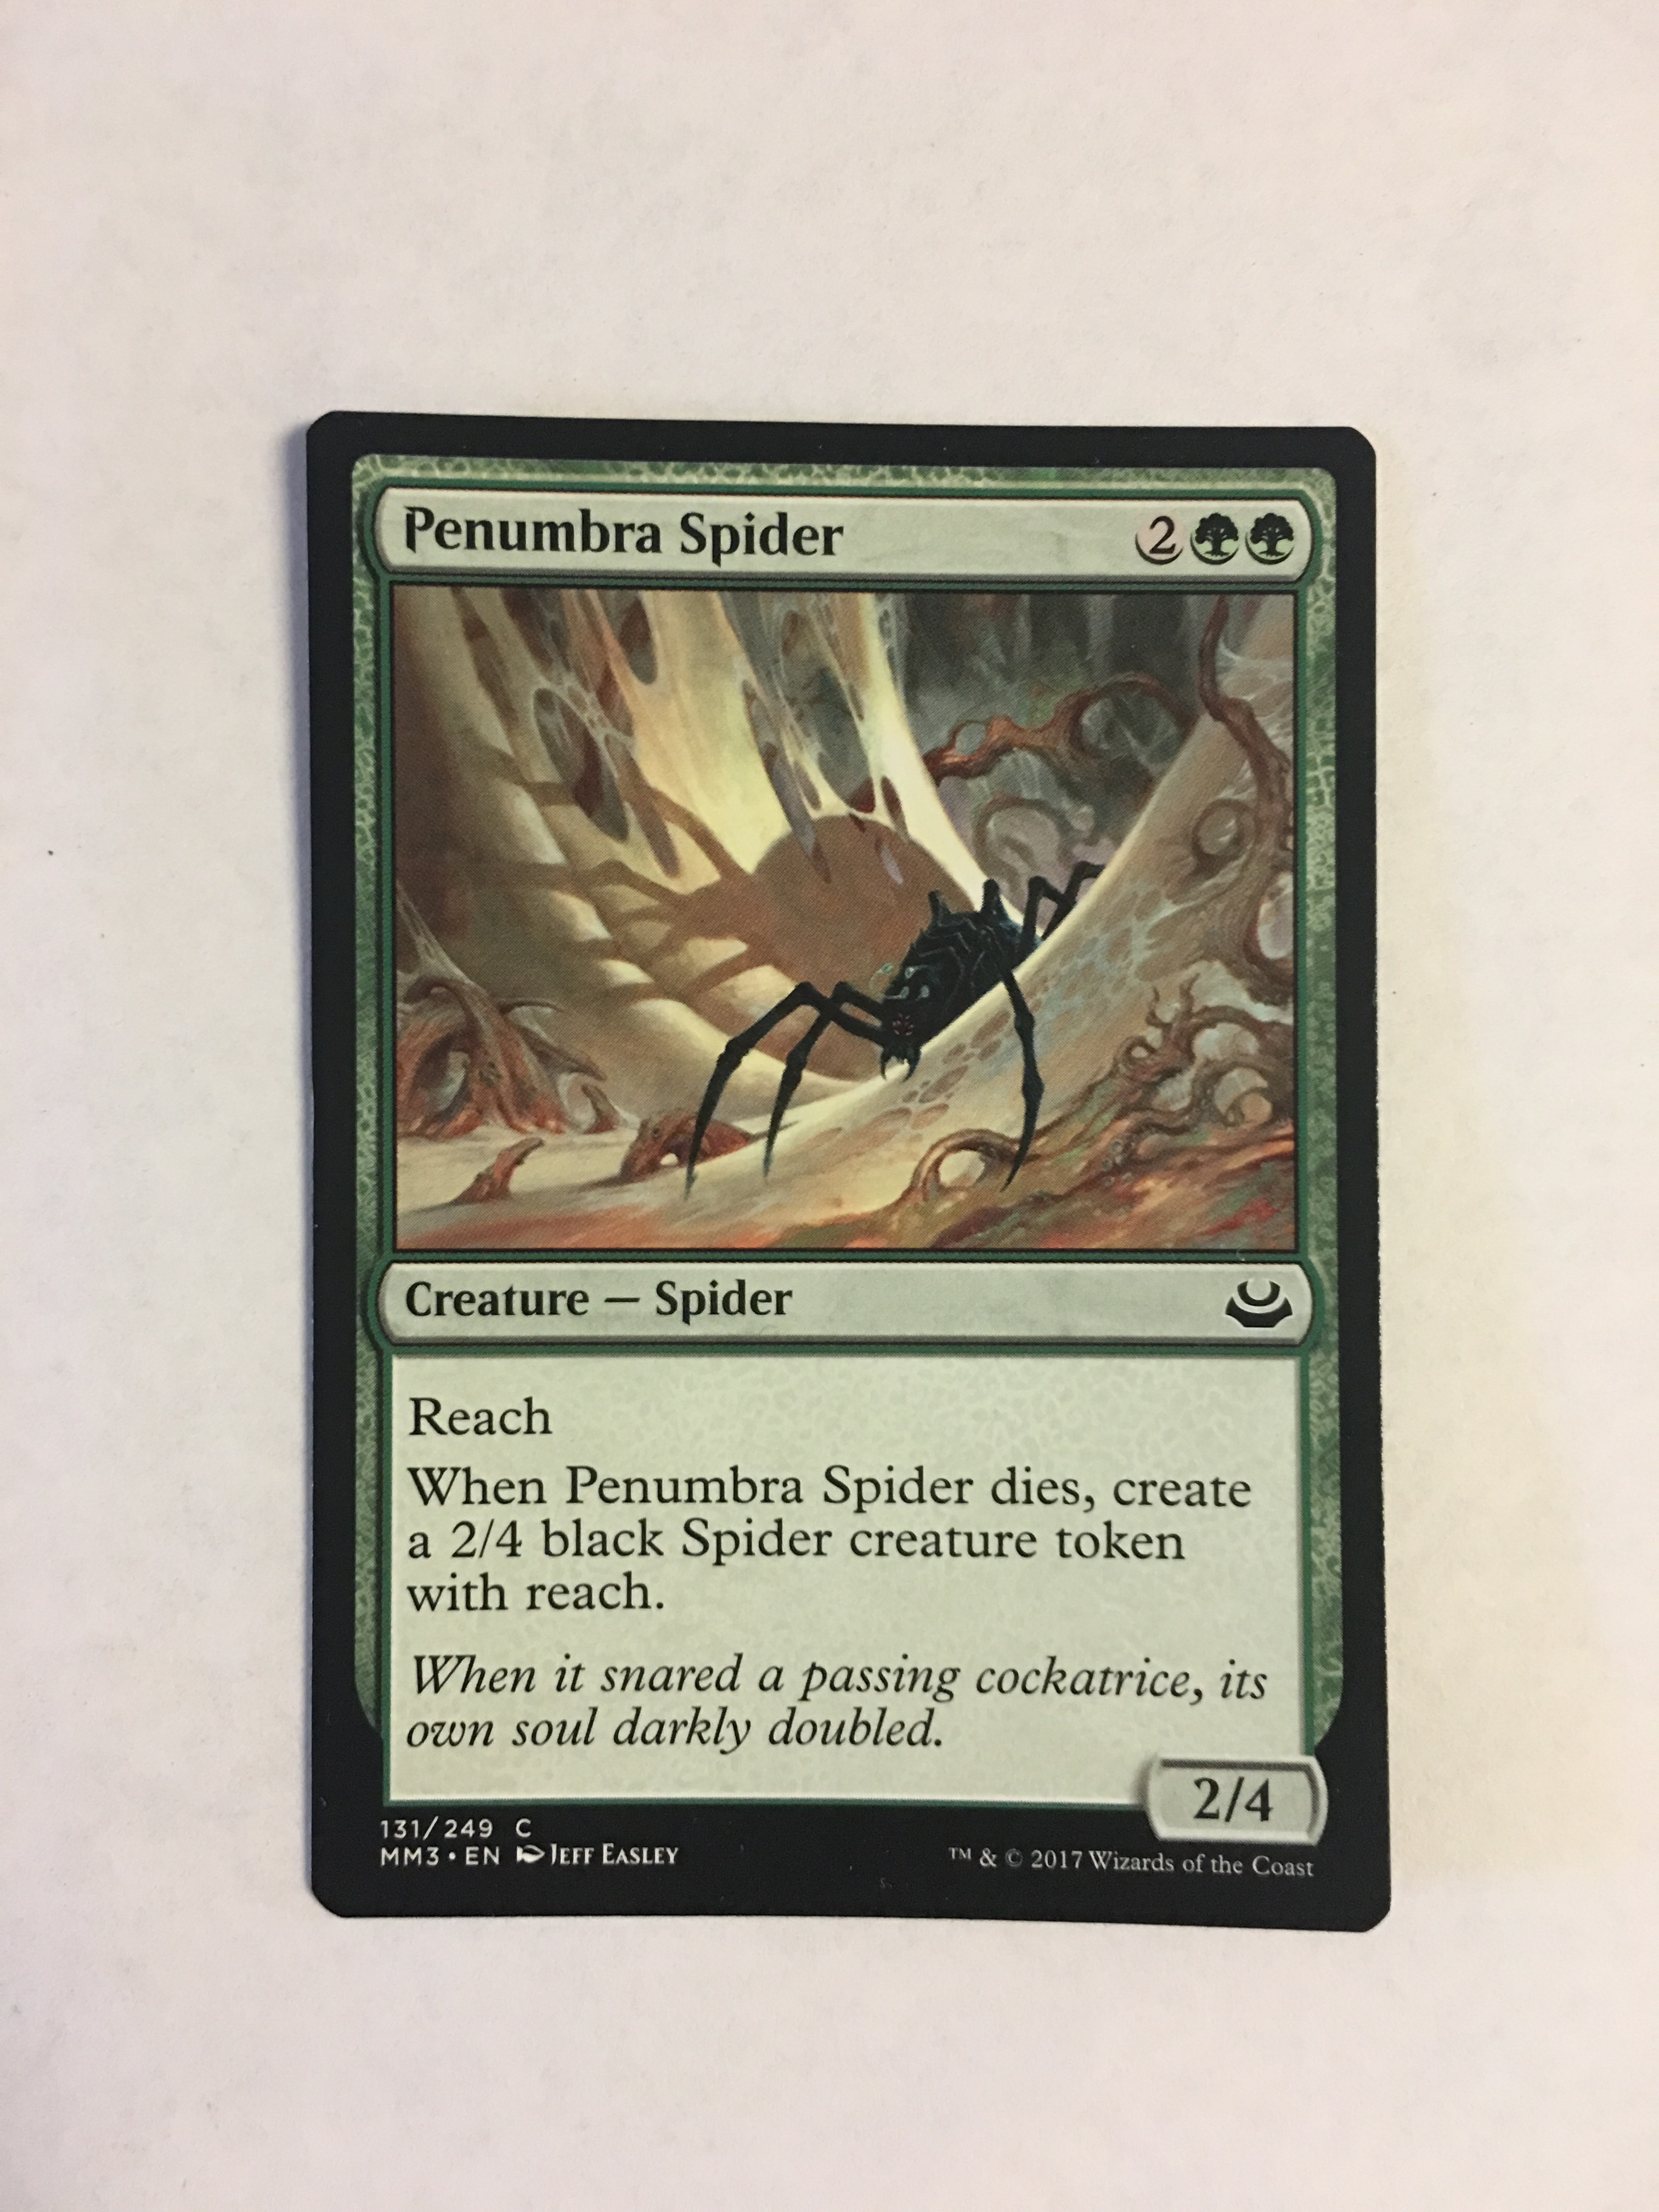 Penumbra Spider 2
Creature — Spider
Reach
When Penumbra Spider dies, create
a 2/4 black Spider creature token
with reach.
When it snared a passing cockatrice, its
own soul darkly doubled.
2/4
131/249 C
MM3 • EN JEFF EASLEY
™ & © 2017 Wizards of the Coast